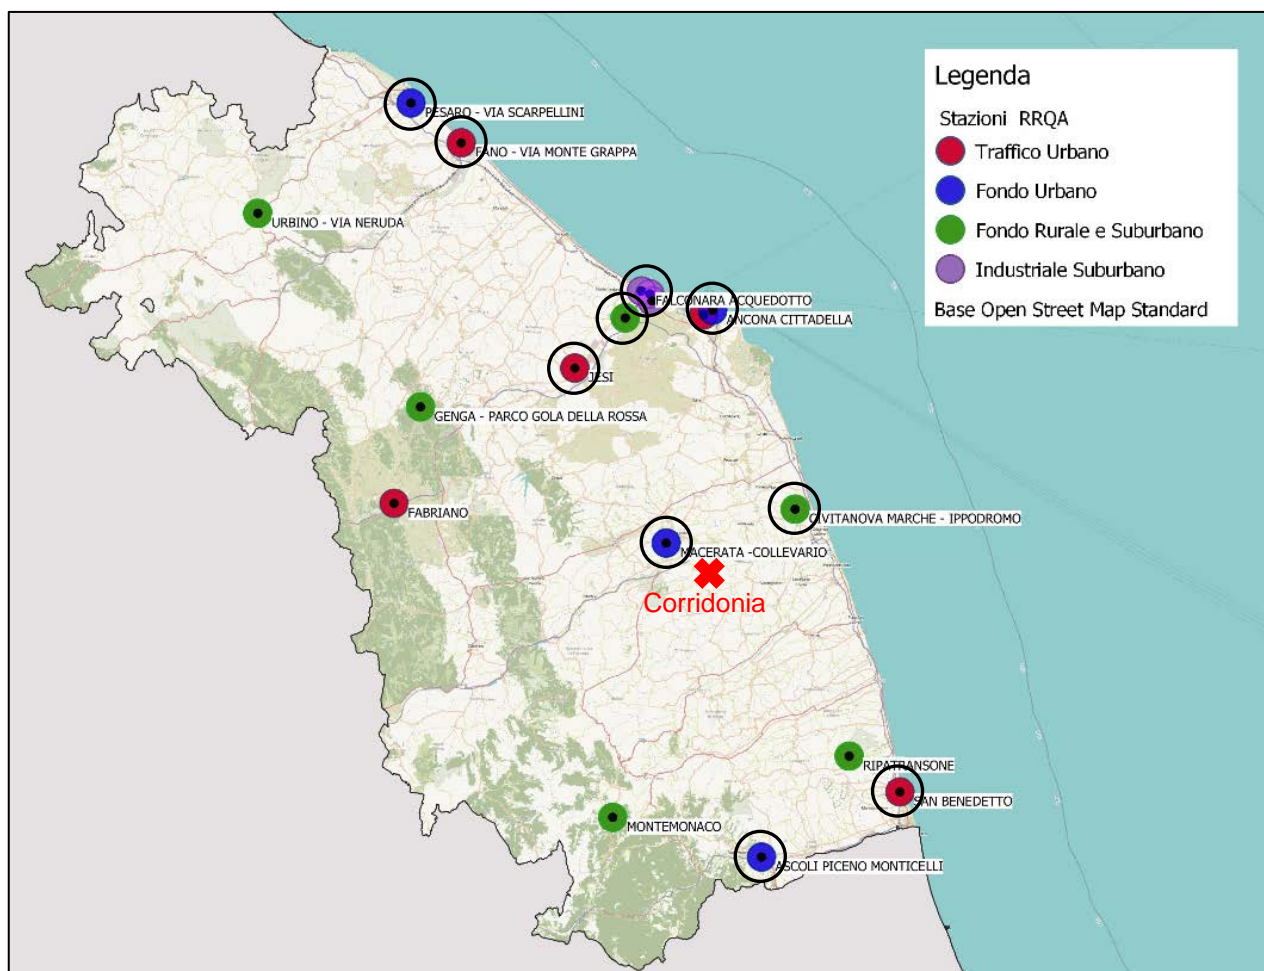 Legenda
Stazioni RRQA
Traffico Urbano
Fondo Urbano
Fondo Rurale e Suburbano
Industriale Suburbano
Base Open Street Map Standard
PESARO - VIA SCARPELLINI
FANO - VIA MONTE GRAPPA
URBINO - VIA NERUDA
FALCONARA ACQUEDOTTO
ANCONA CITTADELLA
JESI
GENGA - PARCO GOLA DELLA ROSSA
FABRIANO
CIVITANOVA MARCHE - IPPODROMO
MACERATA -COLLEVARIO
Corridonia
RIPATRANSONE
SAN BENEDETTO
MONTEMONACO
ASCOLI PICENO MONTICELLI